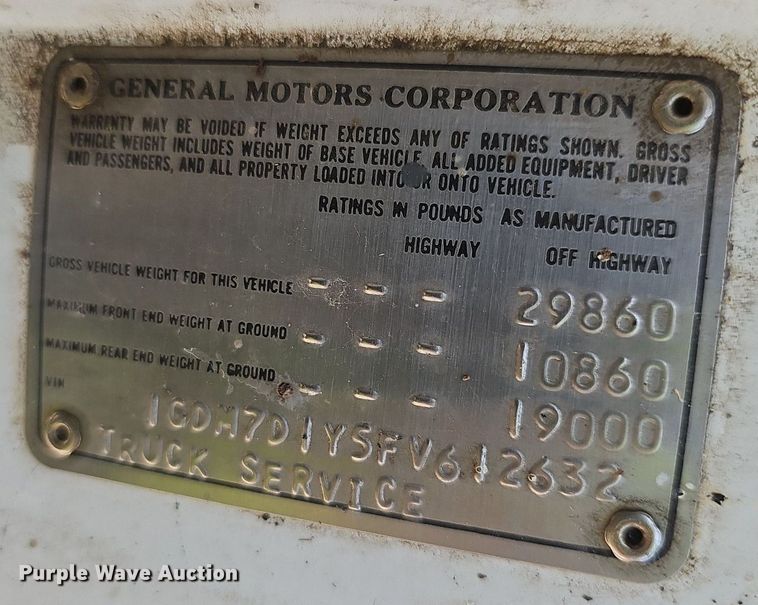 GENERAL MOTORS CORPORATION
WARRANTY MAY BE VOIDED IF WEIGHT EXCEEDS ANY OF RATINGS SHOWN. GROSS
VEHICLE WEIGHT INCLUDES WEIGHT OF BASE VEHICLE, ALL ADDED EQUIPMENT, DRIVER
AND PASSENGERS, AND ALL PROPERTY LOADED INTO OR ONTO VEHICLE.
RATINGS IN POUNDS AS MANUFACTURED
HIGHWAY OFF HIGHWAY
GROSS VEHICLE WEIGHT FOR THIS VEHICLE - - - 29860
MAXIMUM FRONT END WEIGHT AT GROUND - - - 10860
MAXIMUM REAR END WEIGHT AT GROUND - - - 19000
VIN
1GDM7D1Y5FV612632
TRUCK SERVICE
Purple Wave Auction